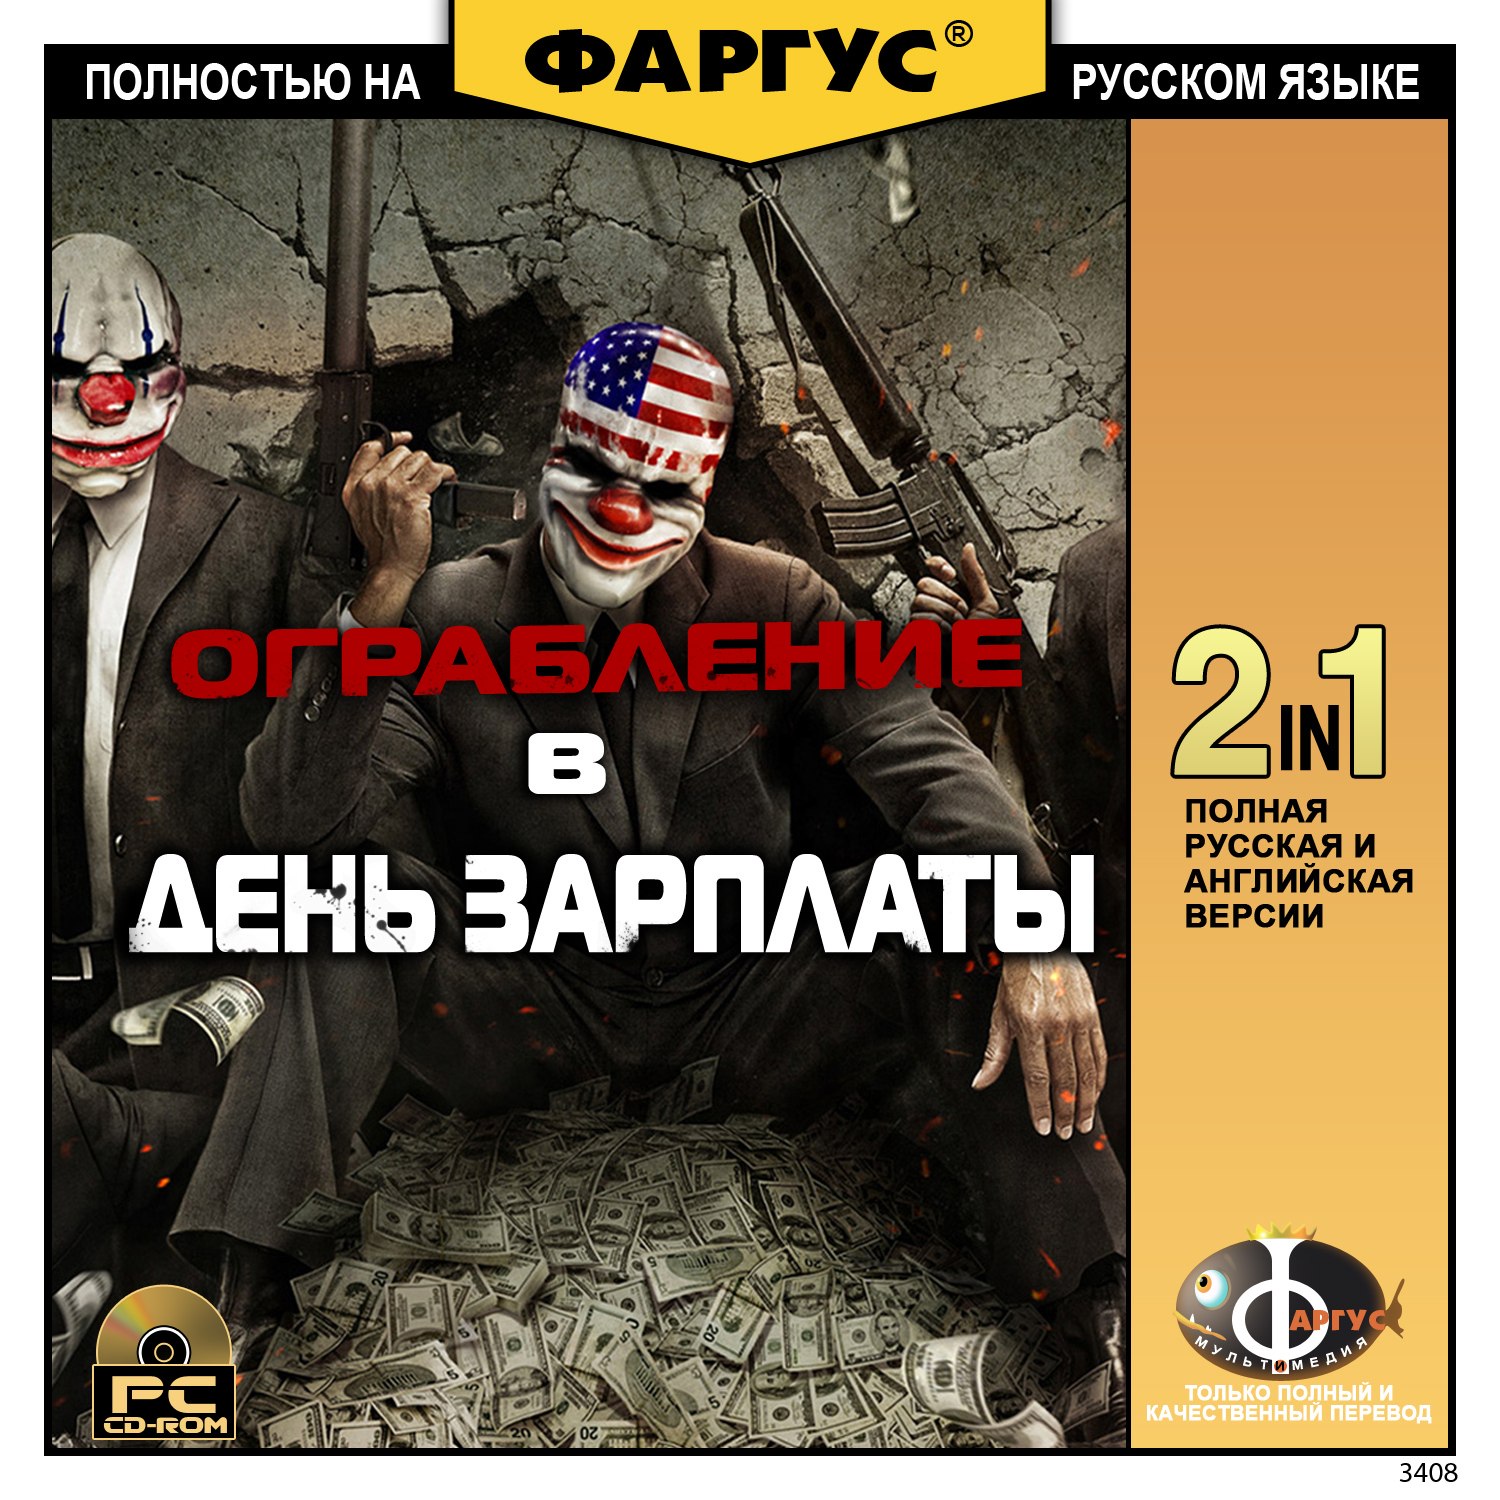 ФАРГУС®
ПОЛНОСТЬЮ НА
РУССКОМ ЯЗЫКЕ
ОГРАБЛЕНИЕ
В
ДЕНЬ ЗАРПЛАТЫ
2IN1
ПОЛНАЯ
РУССКАЯ И
АНГЛИЙСКАЯ
ВЕРСИИ
ФАРГУС
МУЛЬТИМЕДИЯ
ТОЛЬКО ПОЛНЫЙ И
КАЧЕСТВЕННЫЙ ПЕРЕВОД
PC
CD-ROM
3408